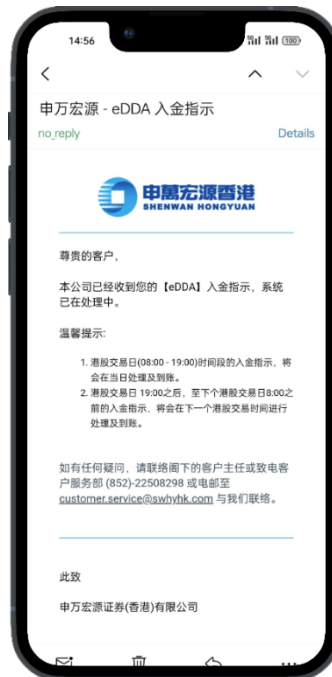 14:56
100
申万宏源 - eDDA 入金指示
no_reply
Details
申萬宏源香港
SHENWAN HONGYUAN
尊贵的客户，
本公司已经收到您的【eDDA】入金指示，系统
已在处理中。
温馨提示:
1. 港股交易日(08:00 - 19:00)时间段的入金指示，将
会在当日处理及到账。
2. 港股交易日 19:00之后，至下个港股交易日8:00之
前的入金指示，将会在下一个港股交易时间进行
处理及到账。
如有任何疑问，请联络阁下的客户主任或致电客
户服务部 (852)-22508298 或电邮至
customer.service@swhyhk.com 与我们联络。
此致
申万宏源证券(香港)有限公司